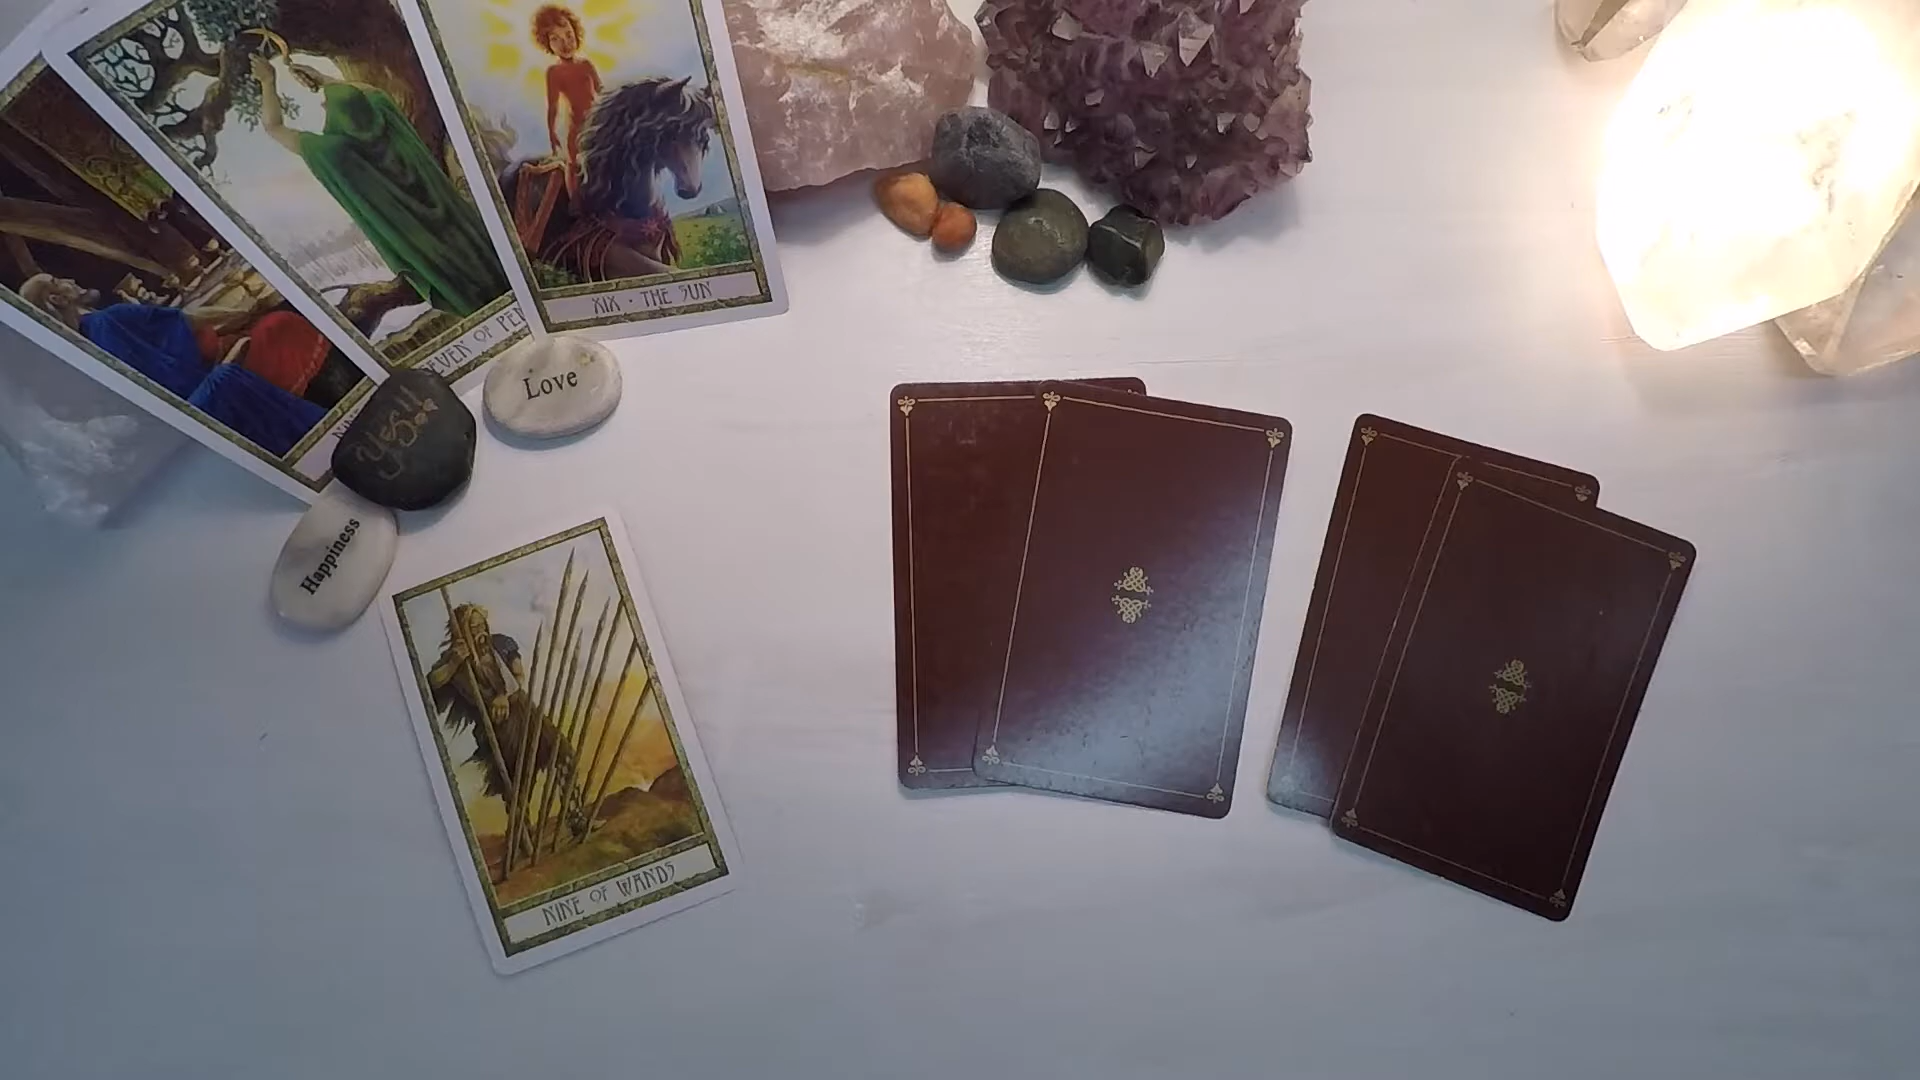 XIX · THE SUN
Love
YES!!
Happiness
NINE OF WANDS